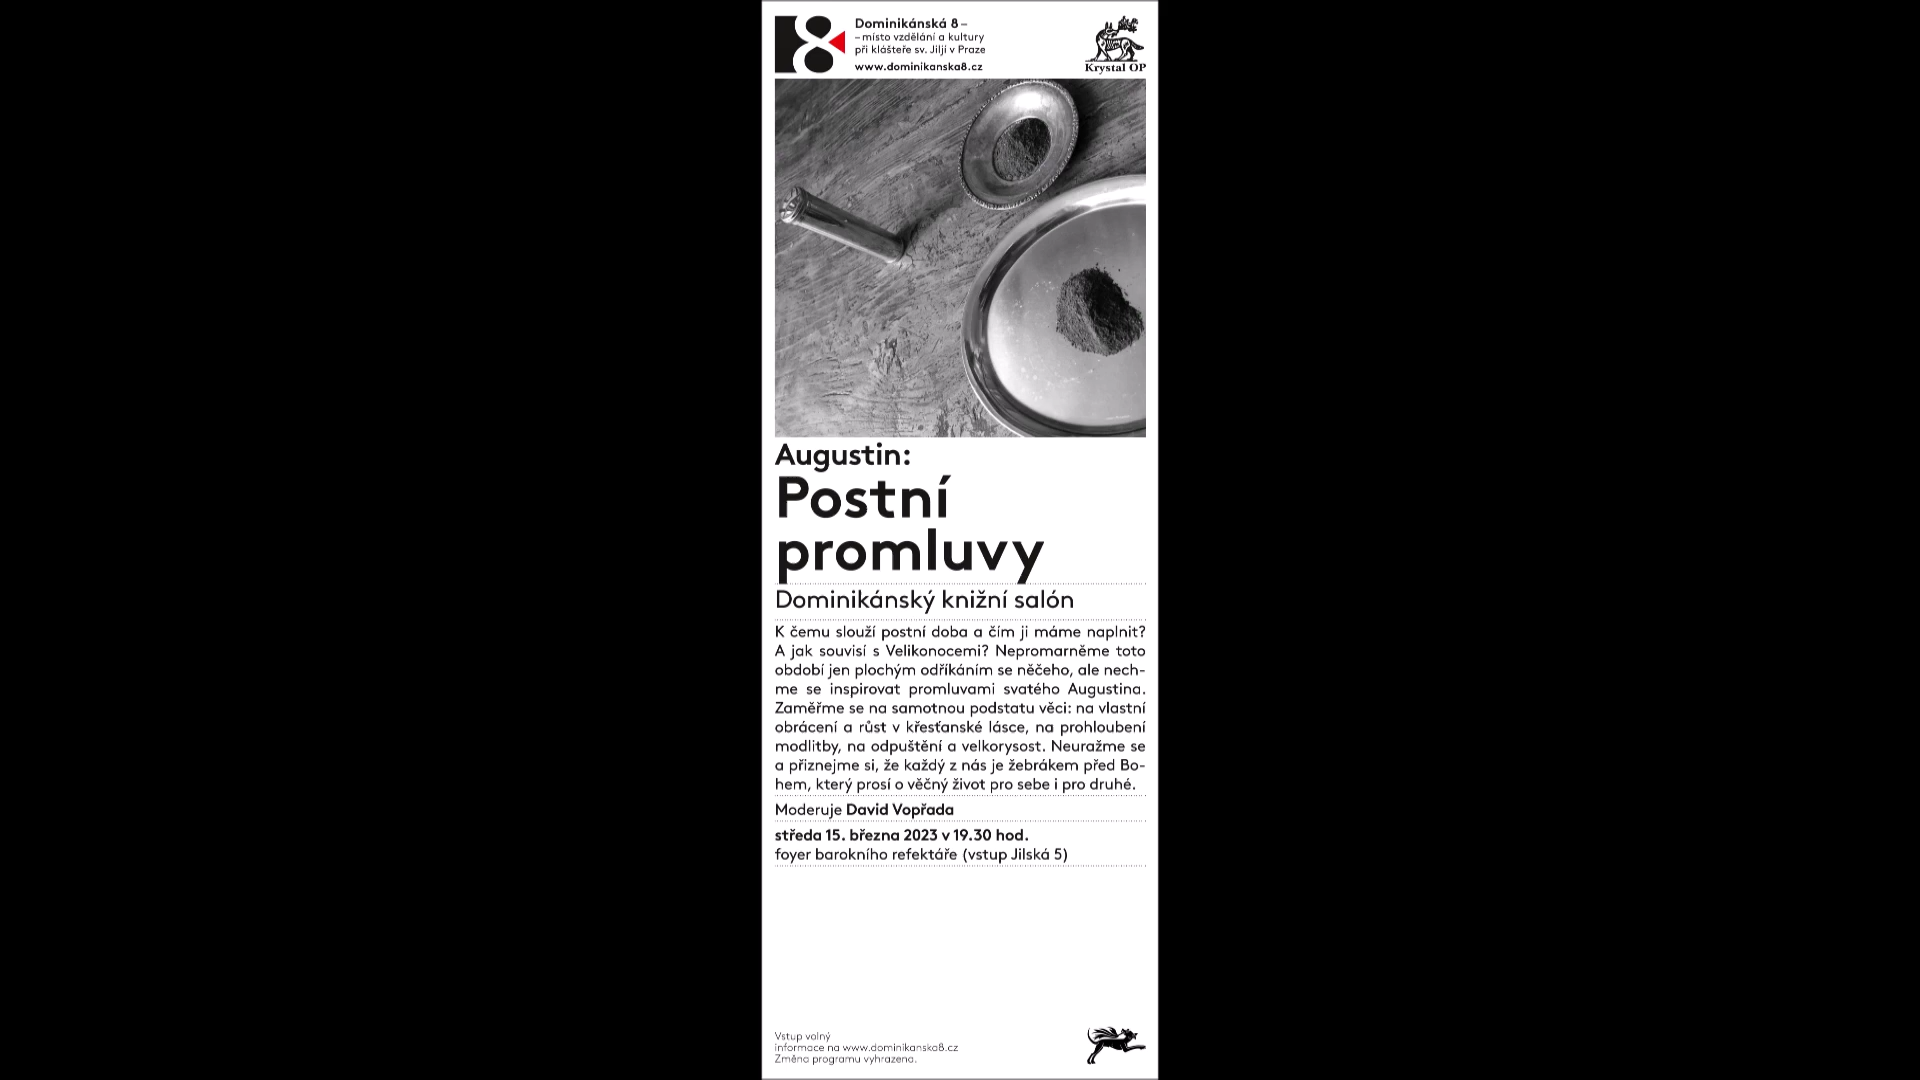 Dominikánská 8 –
– místo vzdělání a kultury
při klášteře sv. Jiljí v Praze
www.dominikanska8.cz
Krystal OP
Augustin:
Postní
promluvy
Dominikánský knižní salón
K čemu slouží postní doba a čím ji máme naplnit?
A jak souvisí s Velikonocemi? Nepromarněme toto
období jen plochým odříkáním se něčeho, ale nech-
me se inspirovat promluvami svatého Augustina.
Zaměřme se na samotnou podstatu věci: na vlastní
obrácení a růst v křesťanské lásce, na prohloubení
modlitby, na odpuštění a velkorysost. Neuražme se
a přiznejme si, že každý z nás je žebrákem před Bo-
hem, který prosí o věčný život pro sebe i pro druhé.
Moderuje David Vopřada
středa 15. března 2023 v 19.30 hod.
foyer barokního refektáře (vstup Jilská 5)
Vstup volný
informace na www.dominikanska8.cz
Změna programu vyhrazena.